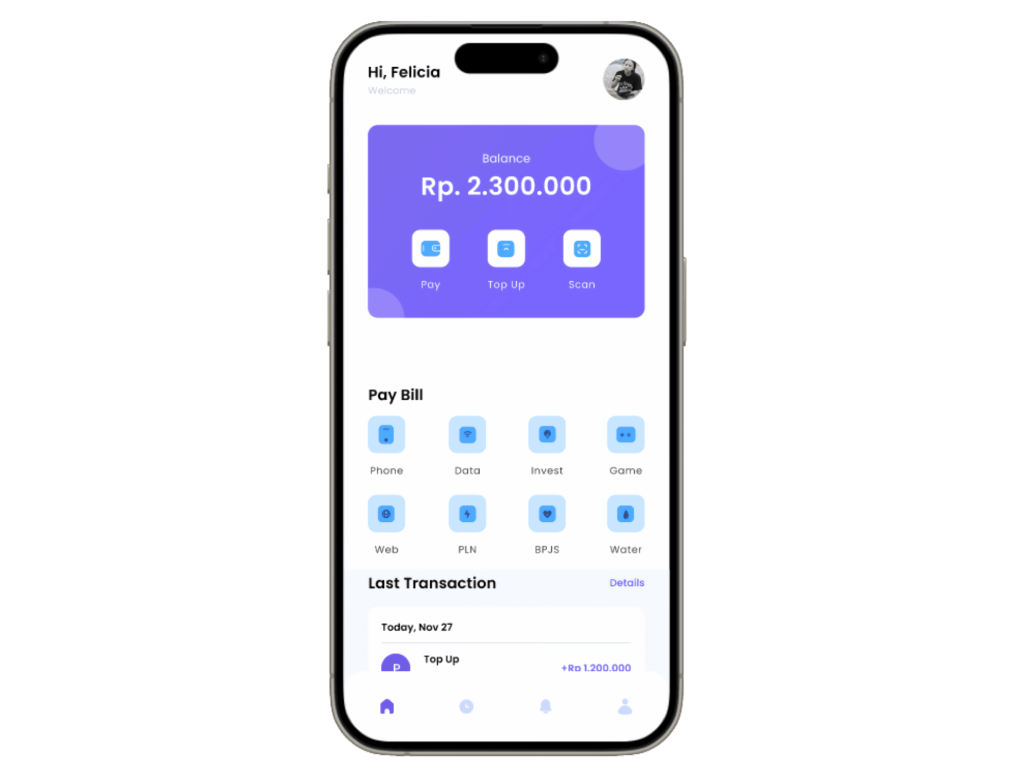 Hi, Felicia
Welcome
Balance
Rp. 2.300.000
Pay Top Up Scan
Pay Bill
Phone Data Invest Game
Web PLN BPJS Water
Last Transaction Details
Today, Nov 27
Top Up
P +Rp 1.200.000